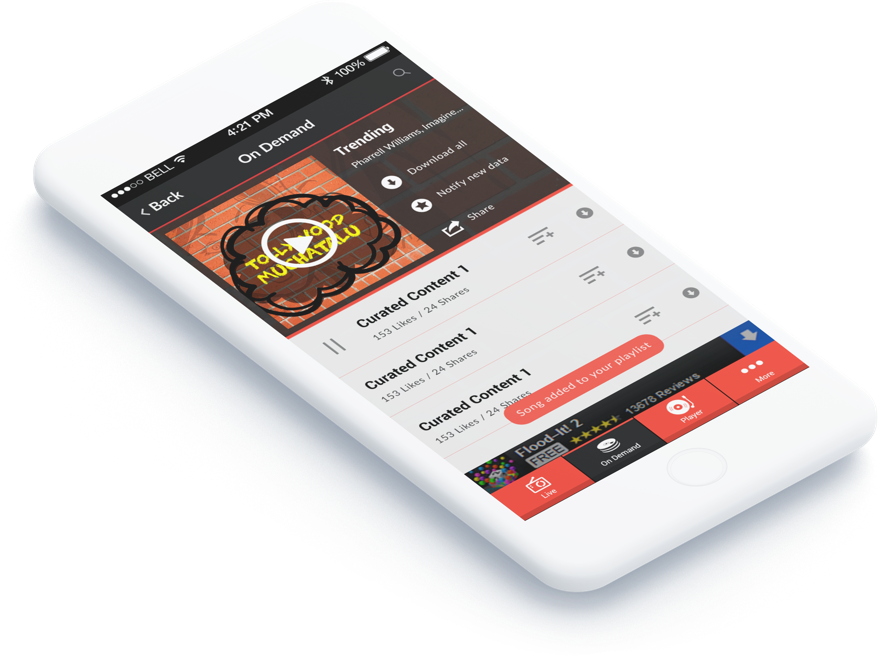 BELL
4:21 PM
100%
Back
On Demand
Trending
Pharrell Williams, Imagine...
Download all
Notify new data
Share
TOLLYWOOD
MUCHATALU
Curated Content 1
153 Likes / 24 Shares
Curated Content 1
153 Likes / 24 Shares
Curated Content 1
153 Likes / 24 Shares
Song added to your playlist
Flood-It! 2
FREE
13678 Reviews
Live
On Demand
Player
More